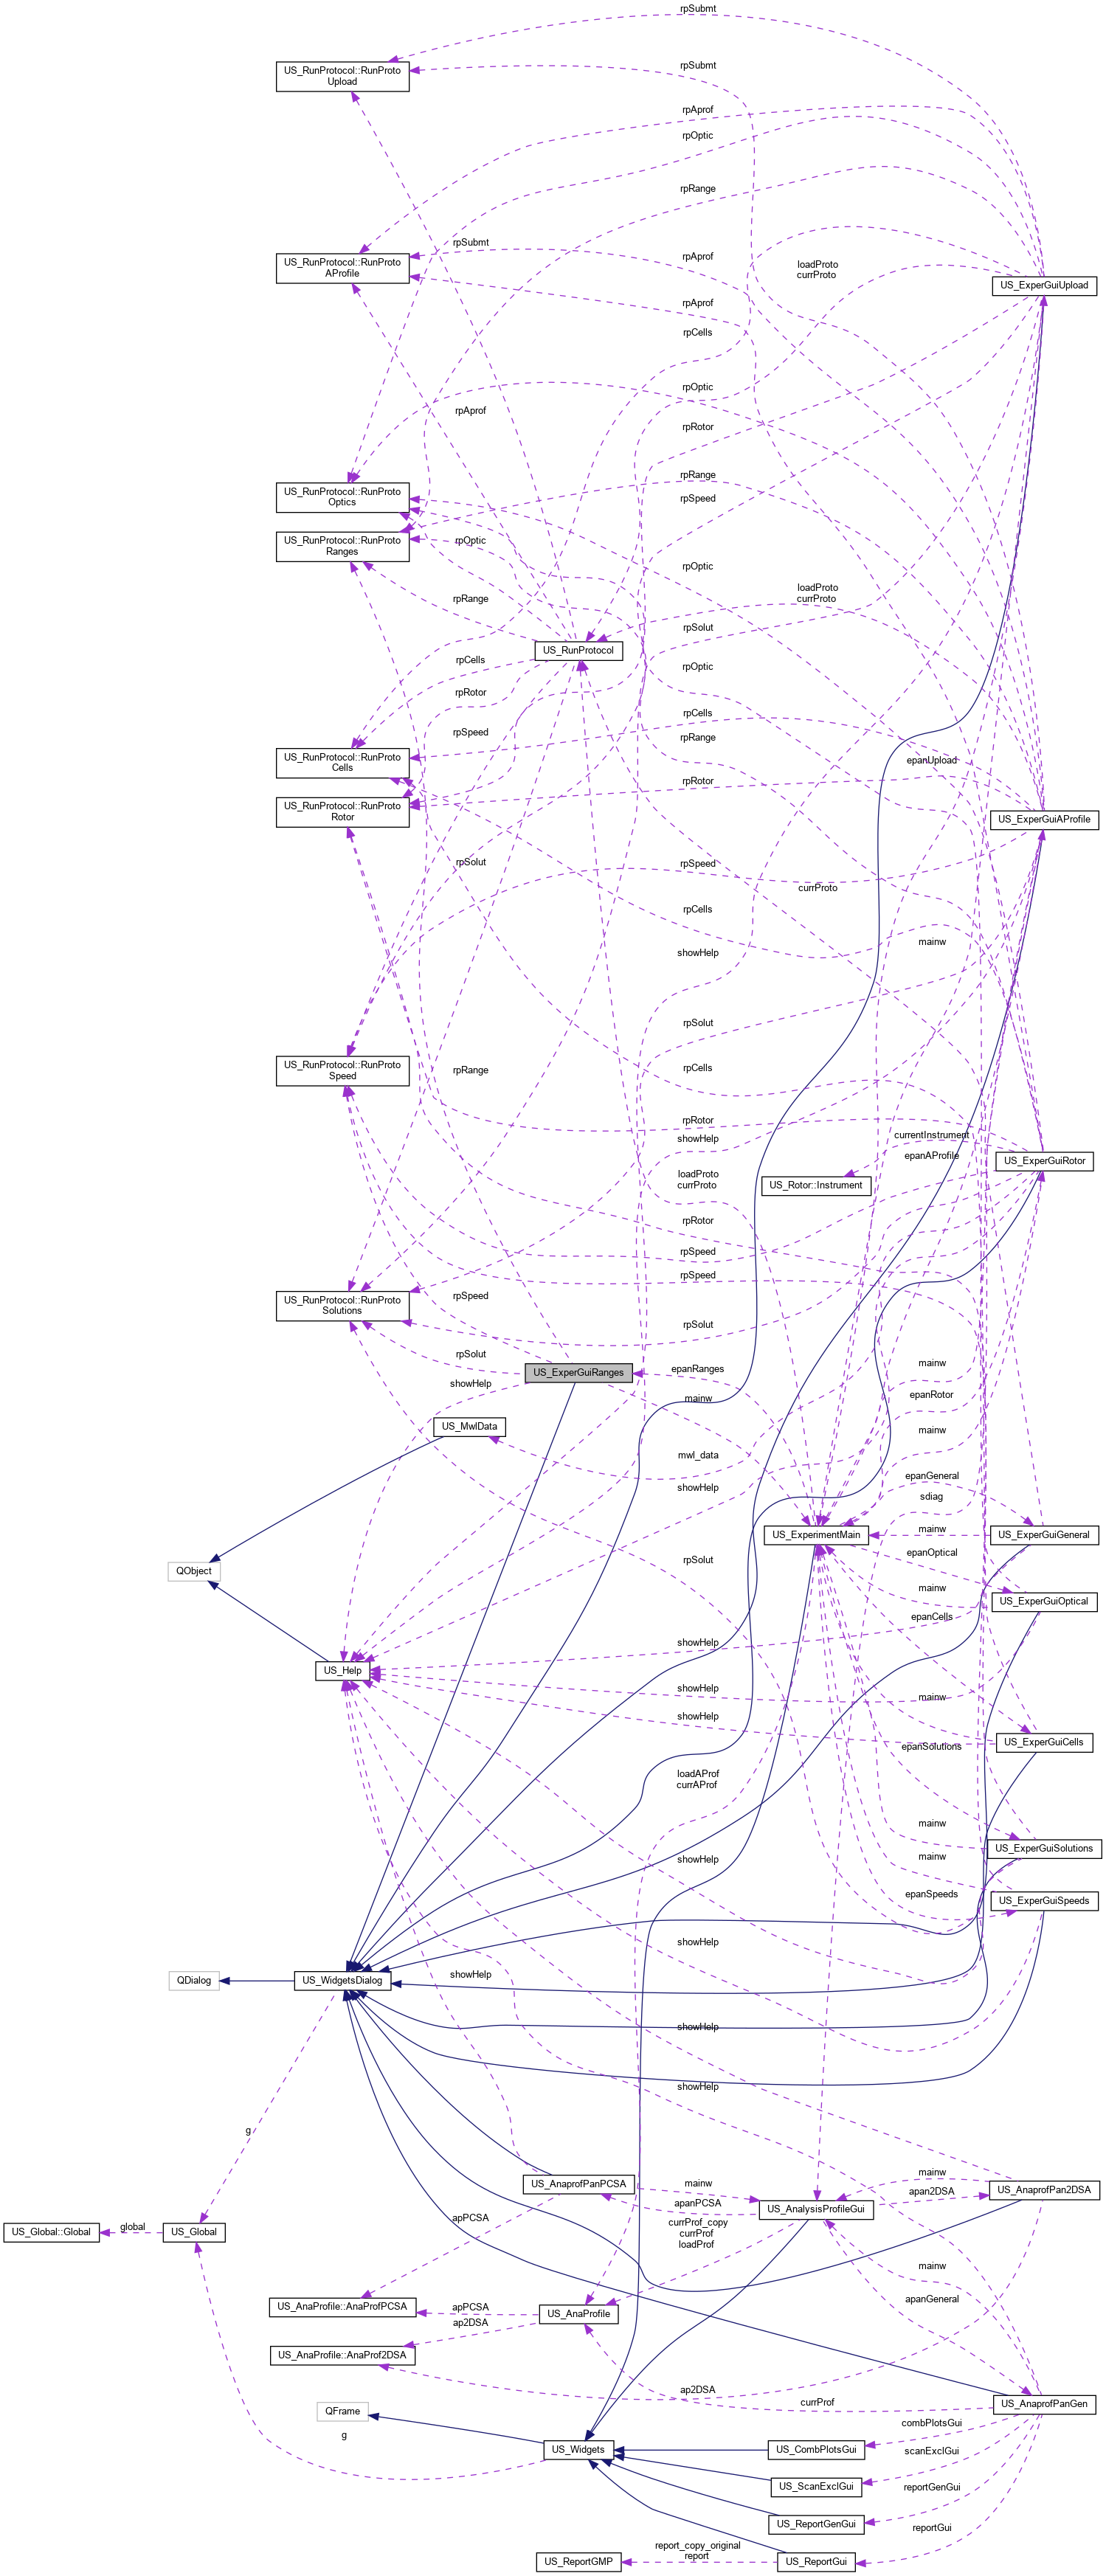 rpSubmt
rpSubmt
US_RunProtocol::RunProto
Upload
rpAprof
rpOptic
rpRange
rpSubmt
rpAprof
US_RunProtocol::RunProto
AProfile
loadProto
currProto
US_ExperGuiUpload
rpAprof
rpCells
rpOptic
rpAprof
rpRotor
rpRange
US_RunProtocol::RunProto
Optics
rpSpeed
US_RunProtocol::RunProto
Ranges
rpOptic
rpOptic
rpRange
loadProto
currProto
rpSolut
US_RunProtocol
rpCells
rpOptic
rpRotor
rpCells
rpSpeed
rpRange
US_RunProtocol::RunProto
Cells
epanUpload
rpRotor
US_RunProtocol::RunProto
Rotor
US_ExperGuiAProfile
rpSolut
rpSpeed
currProto
rpCells
showHelp
mainw
rpSolut
US_RunProtocol::RunProto
Speed
rpRange
rpCells
rpRotor
showHelp
currentInstrument
epanAProfile
US_ExperGuiRotor
loadProto
currProto
US_Rotor::Instrument
rpRotor
rpSpeed
rpSpeed
rpSpeed
US_RunProtocol::RunProto
Solutions
rpSolut
rpSolut
US_ExperGuiRanges
epanRanges
mainw
showHelp
epanRotor
mainw
US_MwlData
mainw
mwl_data
showHelp
epanGeneral
sdiag
US_ExperimentMain
mainw
US_ExperGuiGeneral
epanOptical
rpSolut
QObject
mainw
US_ExperGuiOptical
epanCells
showHelp
US_Help
showHelp
mainw
showHelp
US_ExperGuiCells
epanSolutions
loadAProf
currAProf
mainw
US_ExperGuiSolutions
showHelp
mainw
epanSpeeds
US_ExperGuiSpeeds
showHelp
QDialog
US_WidgetsDialog
showHelp
showHelp
showHelp
g
US_AnaprofPanPCSA
mainw
mainw
US_AnaprofPan2DSA
apan2DSA
apanPCSA
US_AnalysisProfileGui
apPCSA
currProf_copy
currProf
loadProf
US_Global::Global
global
US_Global
mainw
apanGeneral
US_AnaProfile::AnaProfPCSA
apPCSA
US_AnaProfile
ap2DSA
US_AnaProfile::AnaProf2DSA
ap2DSA
currProf
US_AnaprofPanGen
QFrame
combPlotsGui
g
US_Widgets
US_CombPlotsGui
scanExclGui
US_ScanExclGui
reportGenGui
US_ReportGenGui
reportGui
report_copy_original
report
US_ReportGMP
US_ReportGui